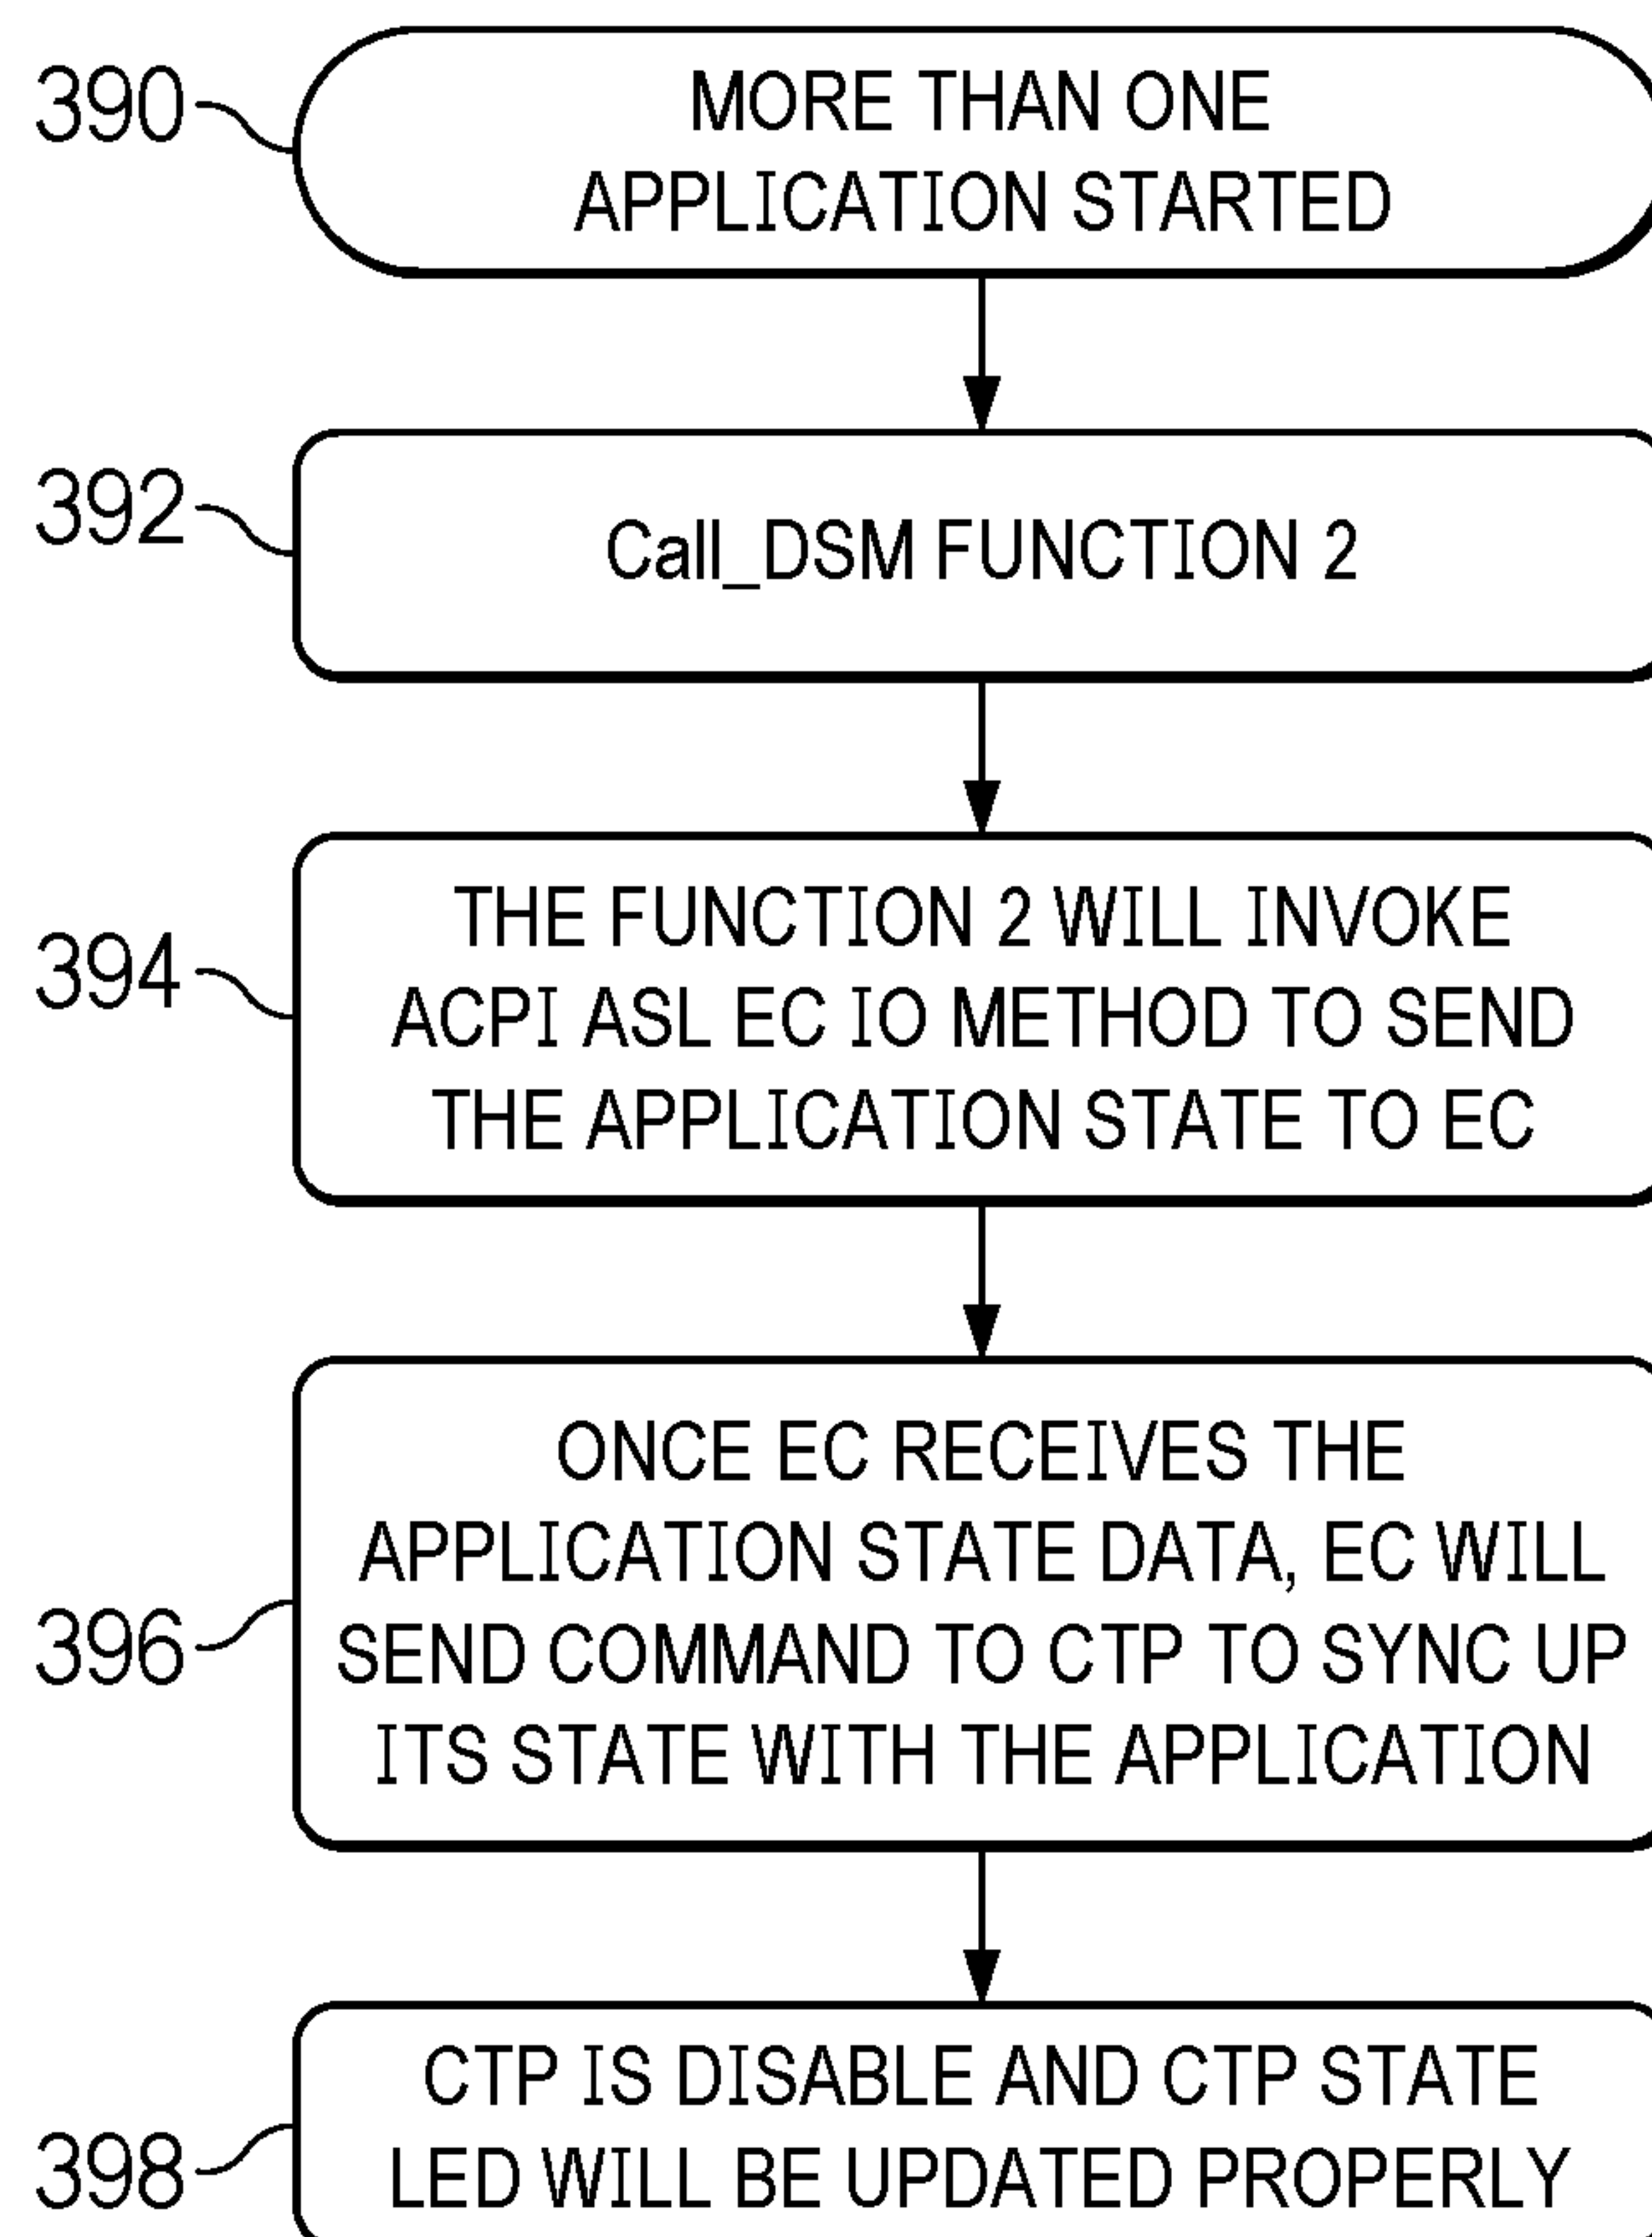 390
MORE THAN ONE
APPLICATION STARTED
392
Call_DSM FUNCTION 2
394
THE FUNCTION 2 WILL INVOKE
ACPI ASL EC IO METHOD TO SEND
THE APPLICATION STATE TO EC
396
ONCE EC RECEIVES THE
APPLICATION STATE DATA, EC WILL
SEND COMMAND TO CTP TO SYNC UP
ITS STATE WITH THE APPLICATION
398
CTP IS DISABLE AND CTP STATE
LED WILL BE UPDATED PROPERLY